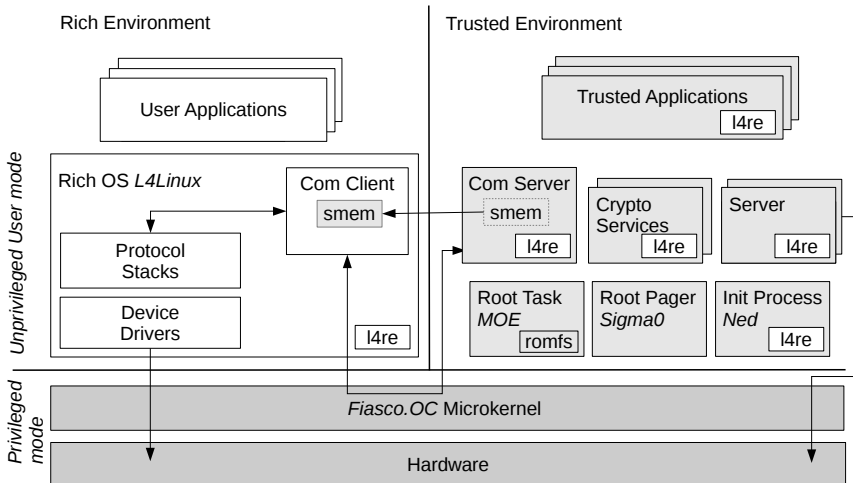 Rich Environment
Trusted Environment
User Applications
Trusted Applications
l4re
Unprivileged User mode
Rich OS L4Linux
Com Client
smem
Protocol
Stacks
Device
Drivers
l4re
Com Server
smem
l4re
Crypto
Services
l4re
Server
l4re
Root Task
MOE
romfs
Root Pager
Sigma0
Init Process
Ned
l4re
Privileged
mode
Fiasco.OC Microkernel
Hardware